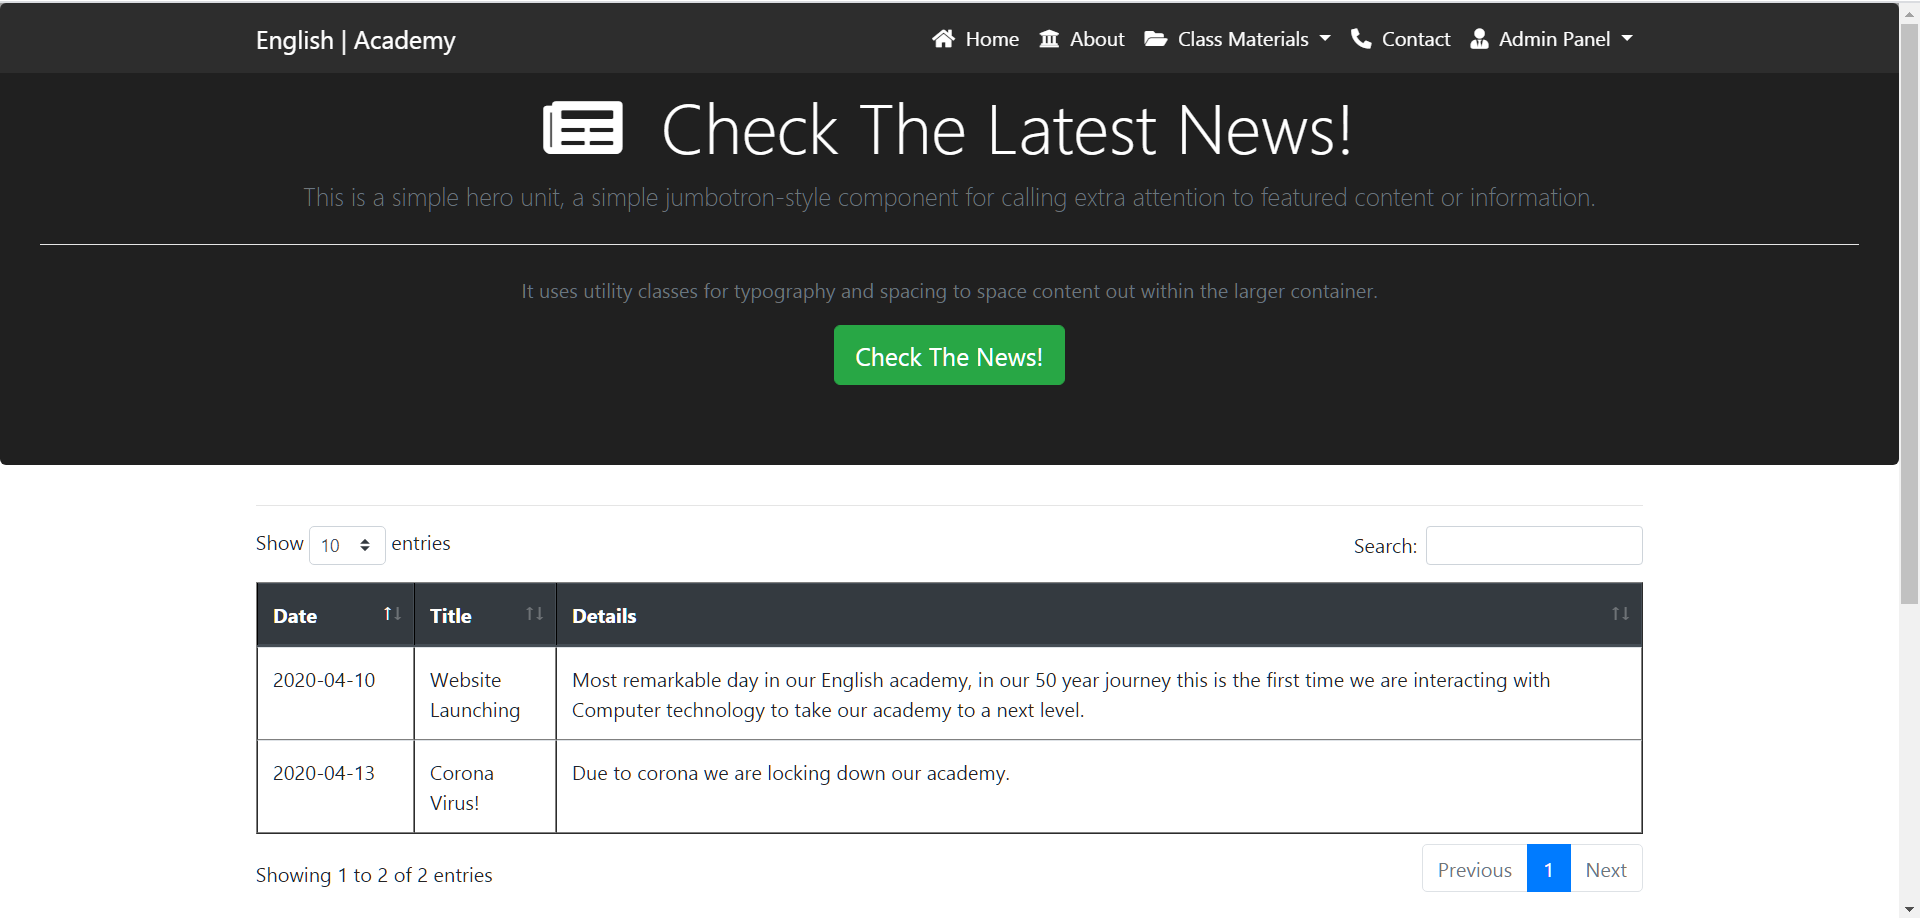 English | Academy
Home About Class Materials Contact Admin Panel
Check The Latest News!
This is a simple hero unit, a simple jumbotron-style component for calling extra attention to featured content or information.
It uses utility classes for typography and spacing to space content out within the larger container.
Check The News!
Show 10 entries Search:
Date Title Details
2020-04-10 Website Most remarkable day in our English academy, in our 50 year journey this is the first time we are interacting with
Launching Computer technology to take our academy to a next level.
2020-04-13 Corona Due to corona we are locking down our academy.
Virus!
Showing 1 to 2 of 2 entries Previous 1 Next